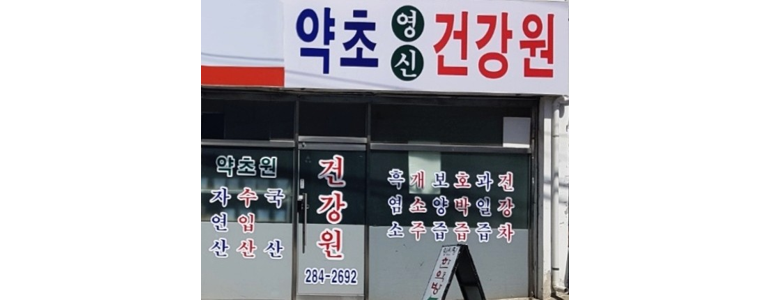 약초 영신 건강원
약초원
자연산
수입산
국산
건강원
284-2692
흑염소
개소주
보양즙
호박즙
과일즙
건강차